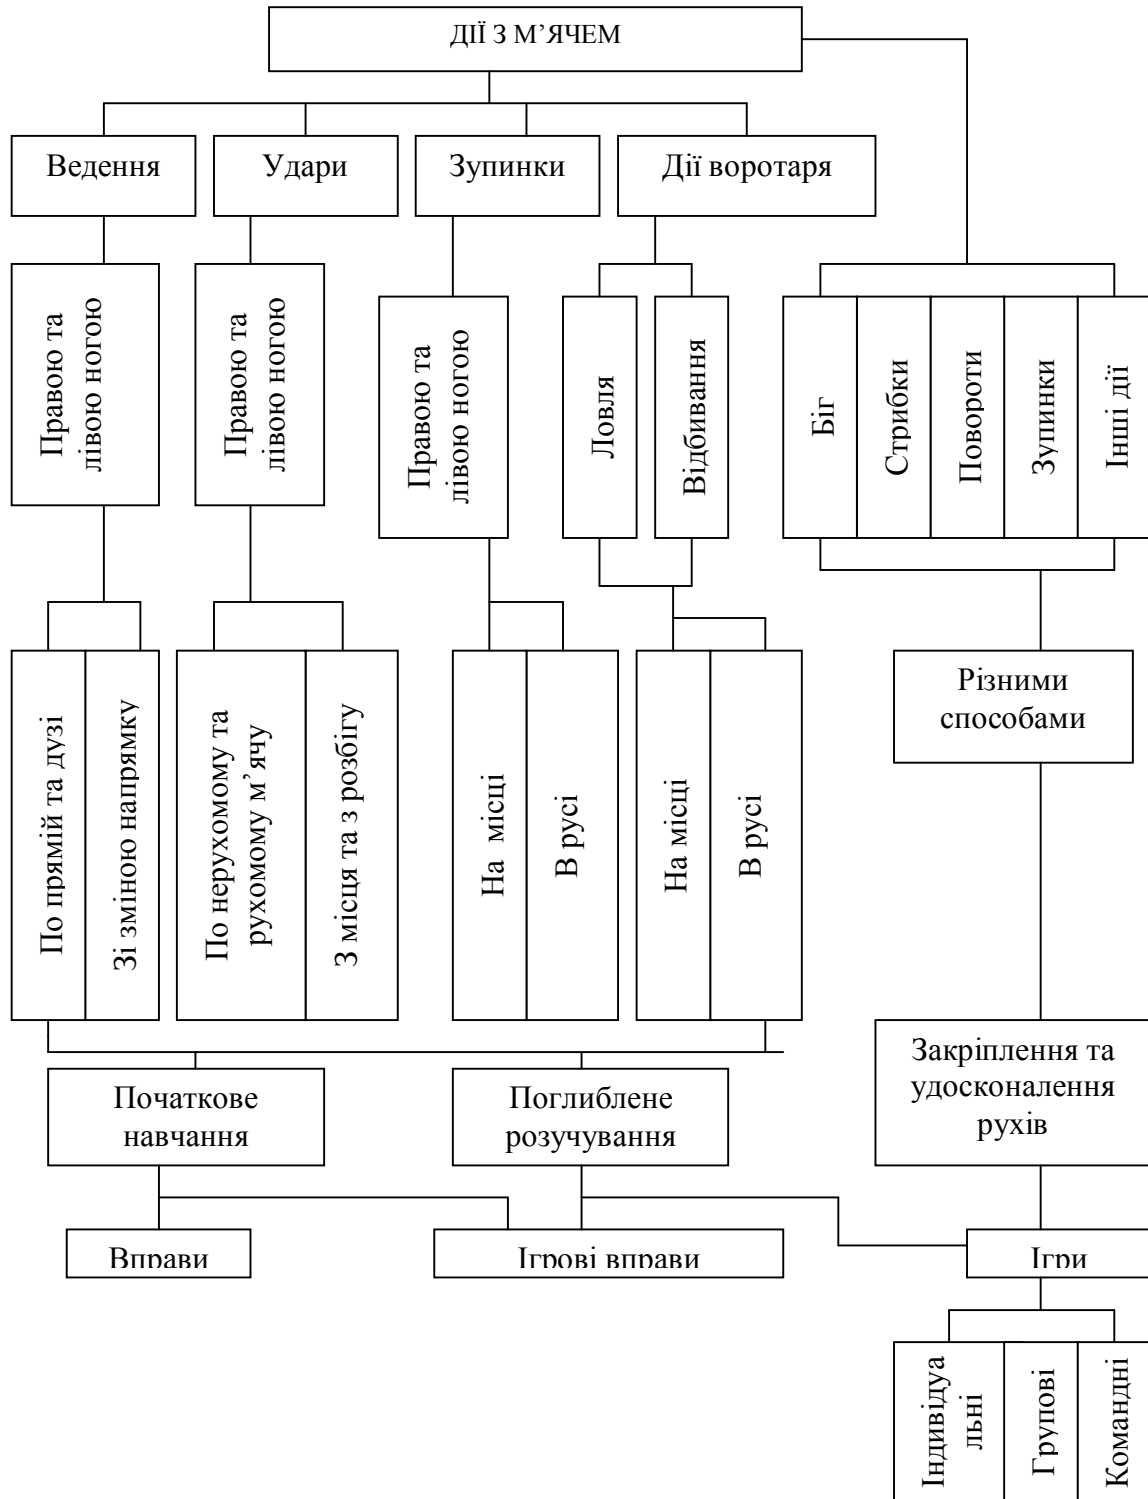 ДІЇ З М’ЯЧЕМ
Ведення
Удари
Зупинки
Дії воротаря
Правою та
лівою ногою
Правою та
лівою ногою
Правою та
лівою ногою
Ловля
Відбивання
Біг
Стрибки
Повороти
Зупинки
Інші дії
По прямій та дузі
Зі зміною напрямку
По нерухомому та
рухомому м’ячу
З місця та з розбігу
На місці
В русі
На місці
В русі
Різними
способами
Початкове
навчання
Поглиблене
розучування
Закріплення та
удосконалення
рухів
Вправи
Ігрові вправи
Ігри
Індивідуа
льні
Групові
Командні